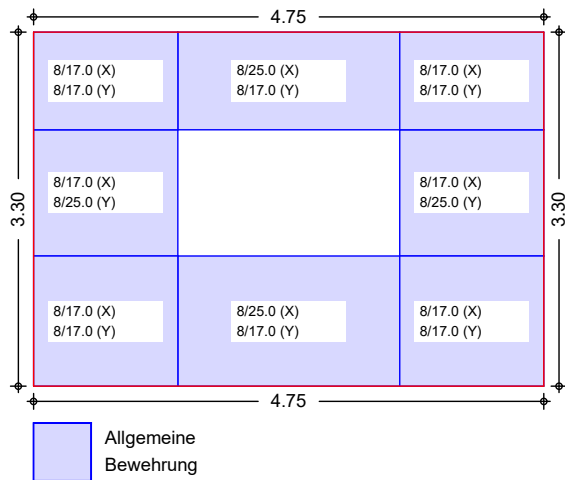 4.75
8/17.0 (X)
8/17.0 (Y)
8/25.0 (X)
8/17.0 (Y)
8/17.0 (X)
8/17.0 (Y)
3.30
8/17.0 (X)
8/25.0 (Y)
8/17.0 (X)
8/25.0 (Y)
3.30
8/17.0 (X)
8/17.0 (Y)
8/25.0 (X)
8/17.0 (Y)
8/17.0 (X)
8/17.0 (Y)
4.75
Allgemeine
Bewehrung